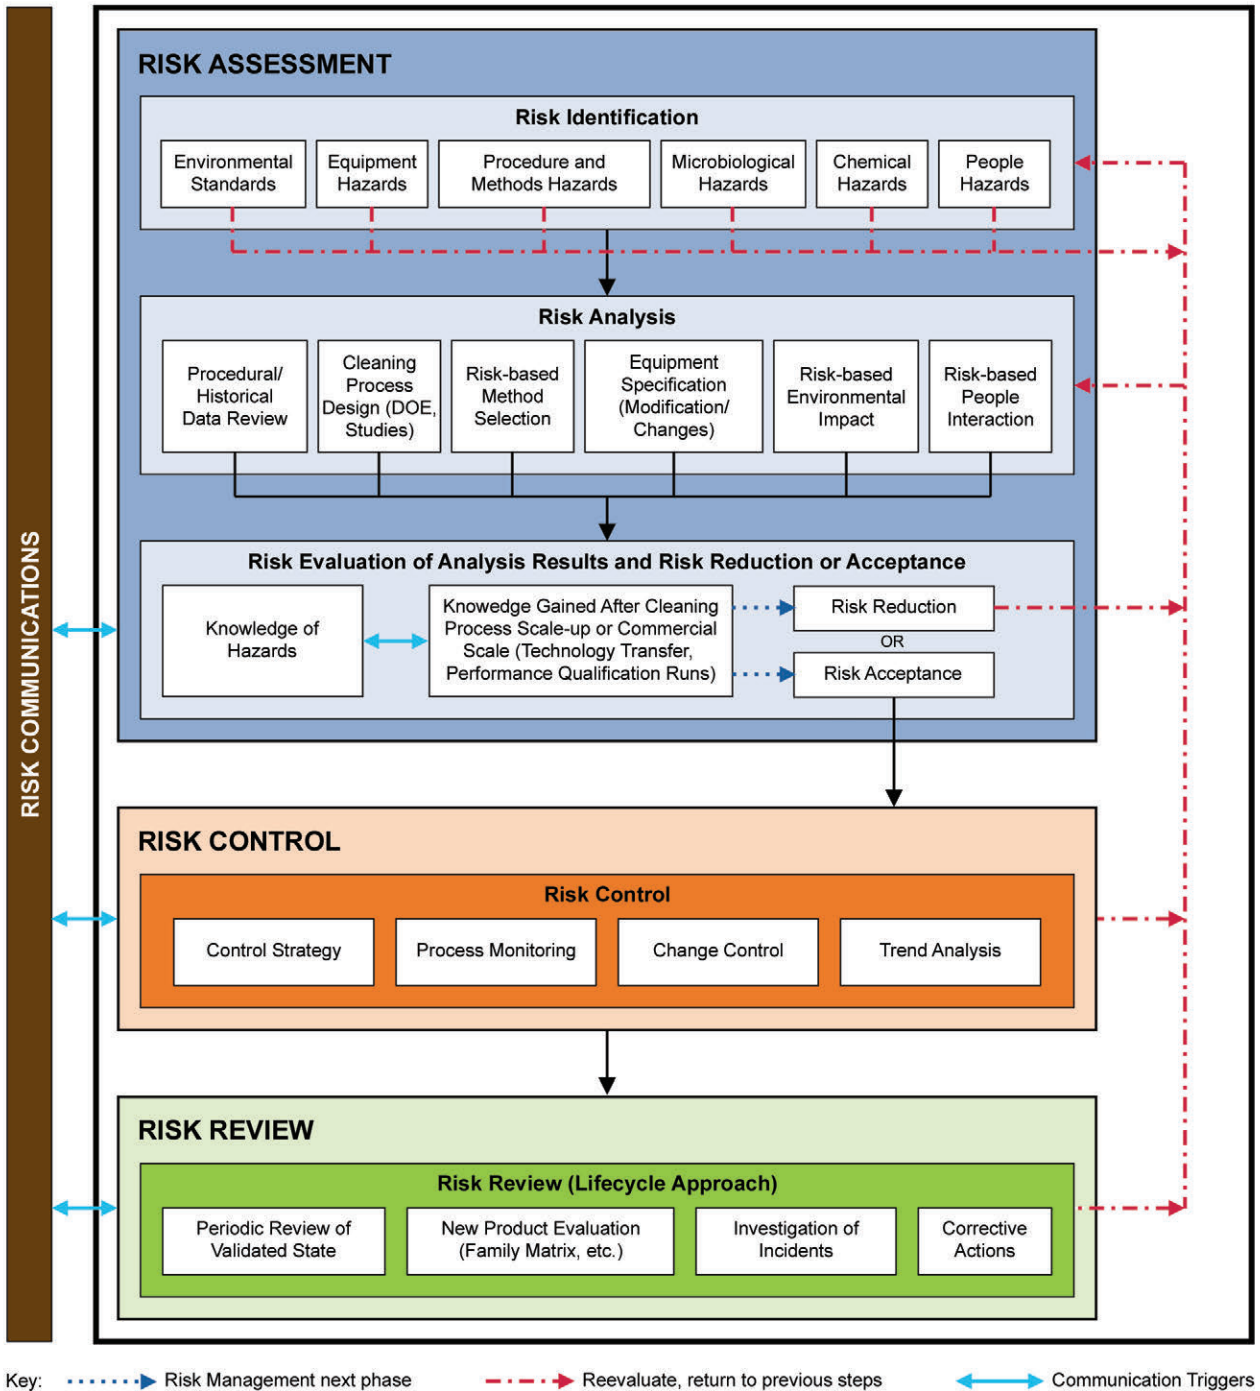 RISK COMMUNICATIONS
RISK ASSESSMENT
Risk Identification
Environmental
Standards
Equipment
Hazards
Procedure and
Methods Hazards
Microbiological
Hazards
Chemical
Hazards
People
Hazards
Risk Analysis
Procedural/
Historical
Data Review
Cleaning
Process
Design (DOE,
Studies)
Risk-based
Method
Selection
Equipment
Specification
(Modification/
Changes)
Risk-based
Environmental
Impact
Risk-based
People
Interaction
Risk Evaluation of Analysis Results and Risk Reduction or Acceptance
Knowledge of
Hazards
Knowedge Gained After Cleaning
Process Scale-up or Commercial
Scale (Technology Transfer,
Performance Qualification Runs)
Risk Reduction
OR
Risk Acceptance
RISK CONTROL
Risk Control
Control Strategy
Process Monitoring
Change Control
Trend Analysis
RISK REVIEW
Risk Review (Lifecycle Approach)
Periodic Review of
Validated State
New Product Evaluation
(Family Matrix, etc.)
Investigation of
Incidents
Corrective
Actions
Key:
Risk Management next phase
Reevaluate, return to previous steps
Communication Triggers